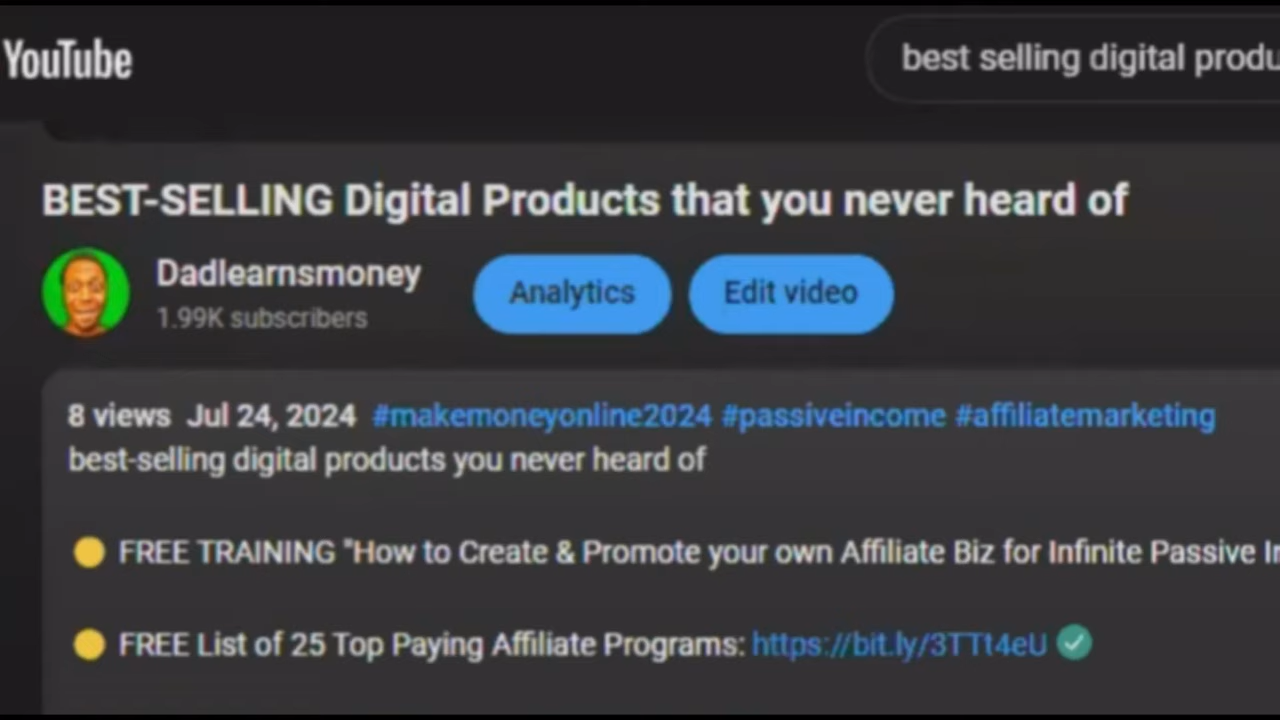 YouTube
best selling digital produ
BEST-SELLING Digital Products that you never heard of
Dadlearnsmoney
Analytics
Edit video
1.99K subscribers
8 views Jul 24, 2024 #makemoneyonline2024 #passiveincome #affiliatemarketing
best-selling digital products you never heard of
FREE TRAINING "How to Create & Promote your own Affiliate Biz for Infinite Passive In
FREE List of 25 Top Paying Affiliate Programs: https://bit.ly/3TTt4eU